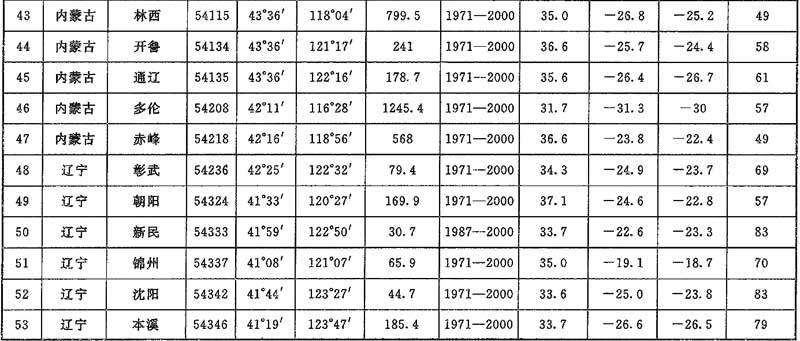 43 内蒙古 林西 54115 43°36′ 118°04′ 799.5 1971—2000 35.0 −26.8 −25.2 49
44 内蒙古 开鲁 54134 43°36′ 121°17′ 241 1971—2000 36.6 −25.7 −24.4 58
45 内蒙古 通辽 54135 43°36′ 122°16′ 178.7 1971—2000 35.6 −26.4 −26.7 61
46 内蒙古 多伦 54208 42°11′ 116°28′ 1245.4 1971—2000 31.7 −31.3 −30 57
47 内蒙古 赤峰 54218 42°16′ 118°56′ 568 1971—2000 36.6 −23.8 −22.4 49
48 辽宁 彰武 54236 42°25′ 122°32′ 79.4 1971—2000 34.3 −24.9 −23.7 69
49 辽宁 朝阳 54324 41°33′ 120°27′ 169.9 1971—2000 37.1 −24.6 −22.8 57
50 辽宁 新民 54333 41°59′ 122°50′ 30.7 1987—2000 33.7 −22.6 −23.3 83
51 辽宁 锦州 54337 41°08′ 121°07′ 65.9 1971—2000 35.0 −19.1 −18.7 70
52 辽宁 沈阳 54342 41°44′ 123°27′ 44.7 1971—2000 33.6 −25.0 −23.8 83
53 辽宁 本溪 54346 41°19′ 123°47′ 185.4 1971—2000 33.7 −26.6 −26.5 79